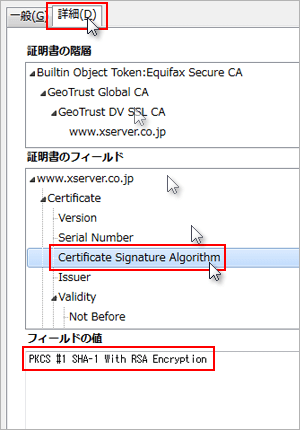 一般(G) 詳細(D)
証明書の階層
Builtin Object Token:Equifax Secure CA
GeoTrust Global CA
GeoTrust DV SSL CA
www.xserver.co.jp
証明書のフィールド
www.xserver.co.jp
Certificate
Version
Serial Number
Certificate Signature Algorithm
Issuer
Validity
Not Before
フィールドの値
PKCS #1 SHA-1 With RSA Encryption